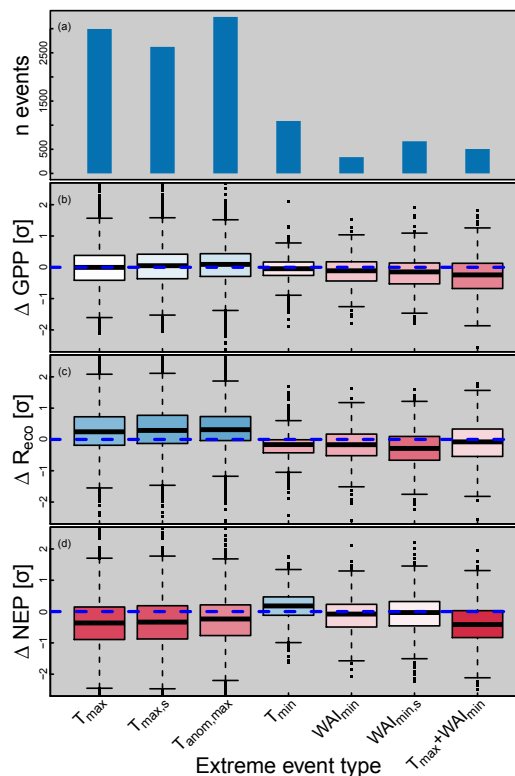 (a)
n events
0 500 1500 2500
(b)
Δ GPP [σ]
−2 −1 0 1 2
(c)
Δ Reco [σ]
−2 −1 0 1 2
(d)
Δ NEP [σ]
−2 −1 0 1 2
Tmax Tmax,s Tanom,max Tmin WAImin WAImin,s Tmax+WAImin
Extreme event type